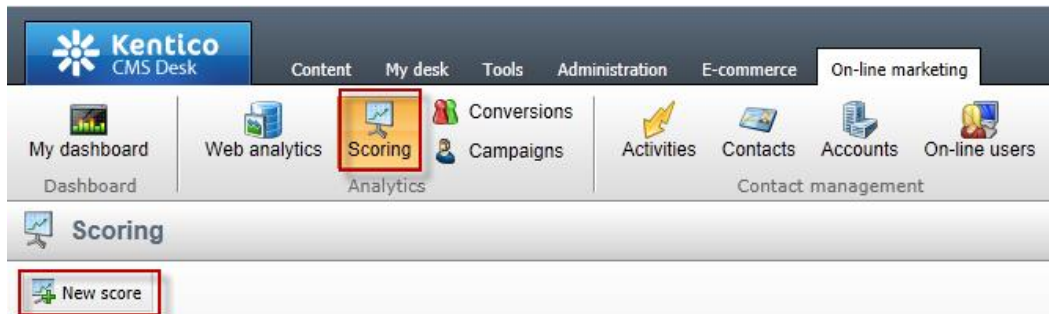 Kentico
CMS Desk
Content My desk Tools Administration E-commerce On-line marketing
My dashboard Web analytics Scoring Conversions Campaigns Activities Contacts Accounts On-line users
Dashboard Analytics Contact management
Scoring
New score